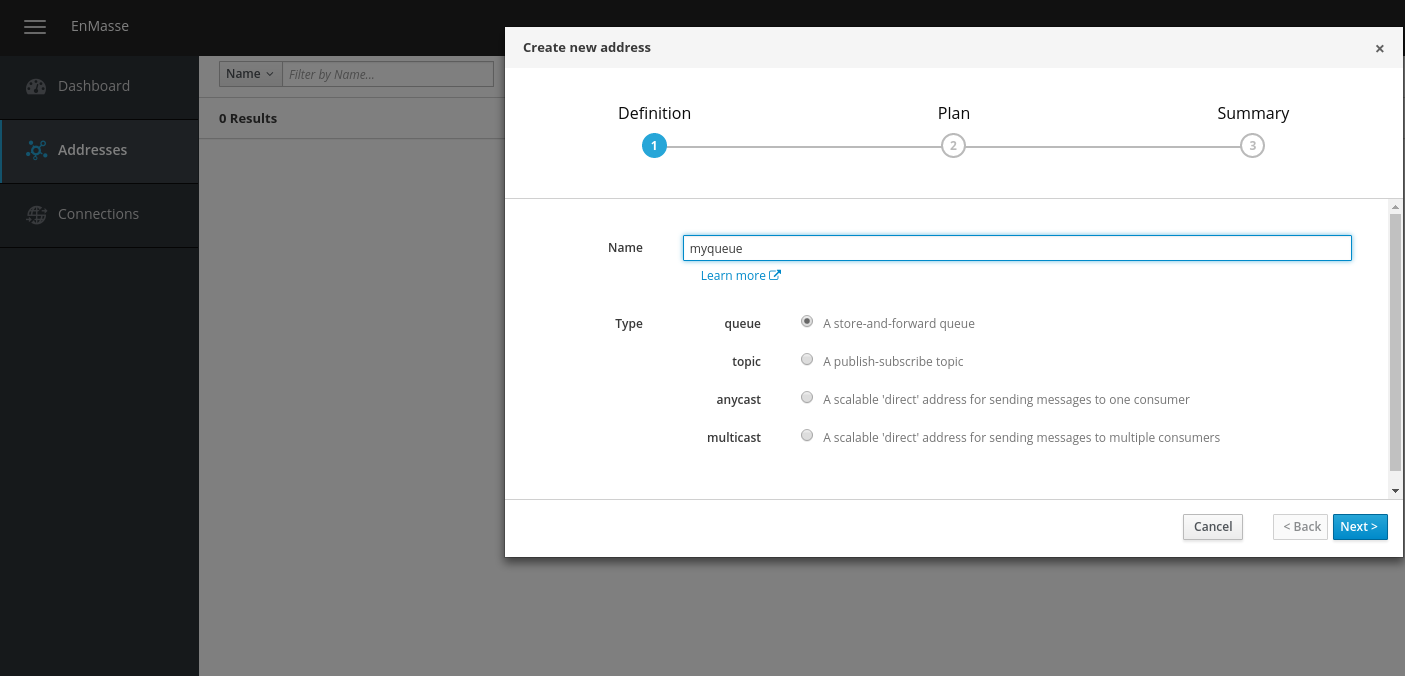 EnMasse
Dashboard
Addresses
Connections
Name
Filter by Name...
0 Results
Create new address
×
Definition
Plan
Summary
1
2
3
Name
myqueue
Learn more
Type
queue
A store-and-forward queue
topic
A publish-subscribe topic
anycast
A scalable 'direct' address for sending messages to one consumer
multicast
A scalable 'direct' address for sending messages to multiple consumers
Cancel
< Back
Next >